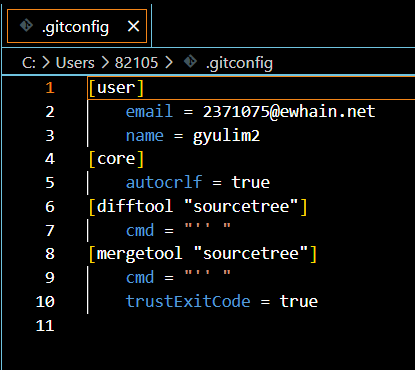 .gitconfig
C: > Users > 82105 > .gitconfig
1 [user]
2 email = 2371075@ewhain.net
3 name = gyulim2
4 [core]
5 autocrlf = true
6 [difftool "sourcetree"]
7 cmd = "'' "
8 [mergetool "sourcetree"]
9 cmd = "'' "
10 trustExitCode = true
11